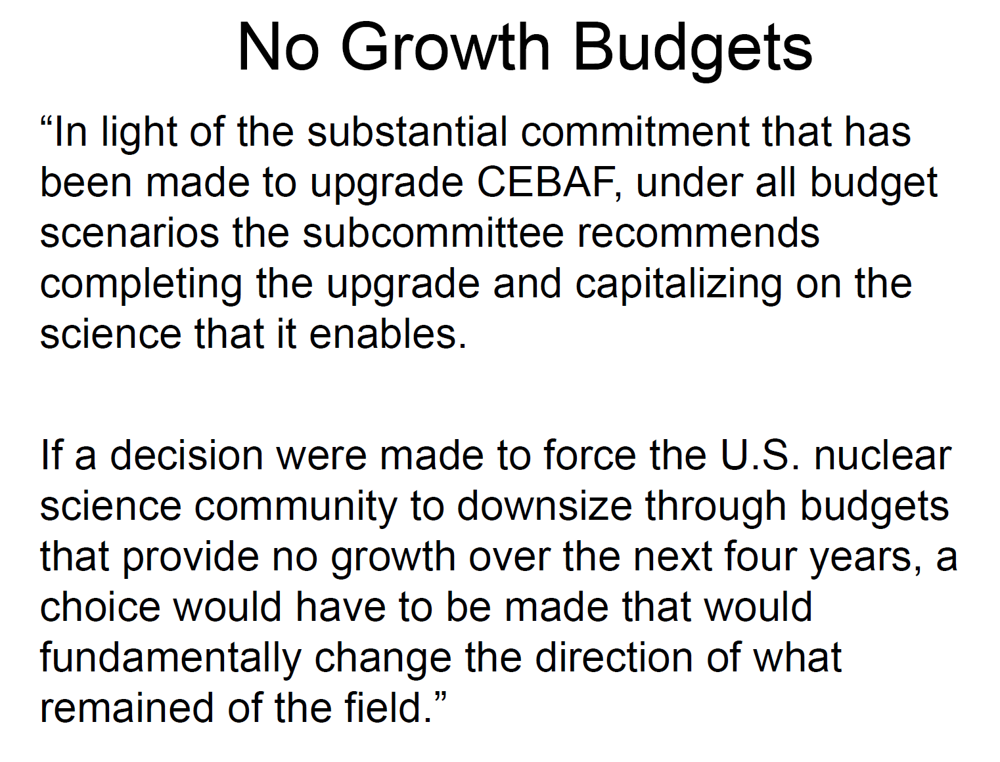 No Growth Budgets
“In light of the substantial commitment that has
been made to upgrade CEBAF, under all budget
scenarios the subcommittee recommends
completing the upgrade and capitalizing on the
science that it enables.
If a decision were made to force the U.S. nuclear
science community to downsize through budgets
that provide no growth over the next four years, a
choice would have to be made that would
fundamentally change the direction of what
remained of the field.”